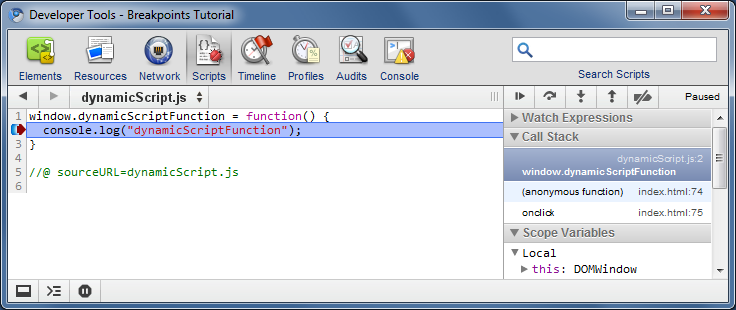 Developer Tools - Breakpoints Tutorial
Elements Resources Network Scripts Timeline Profiles Audits Console
Search Scripts
dynamicScript.js
Paused
1 window.dynamicScriptFunction = function() {
console.log("dynamicScriptFunction");
3 }
4
5 //@ sourceURL=dynamicScript.js
6
Watch Expressions
Call Stack
dynamicScript.js:2
window.dynamicScriptFunction
(anonymous function) index.html:74
onclick index.html:75
Scope Variables
Local
this: DOMWindow